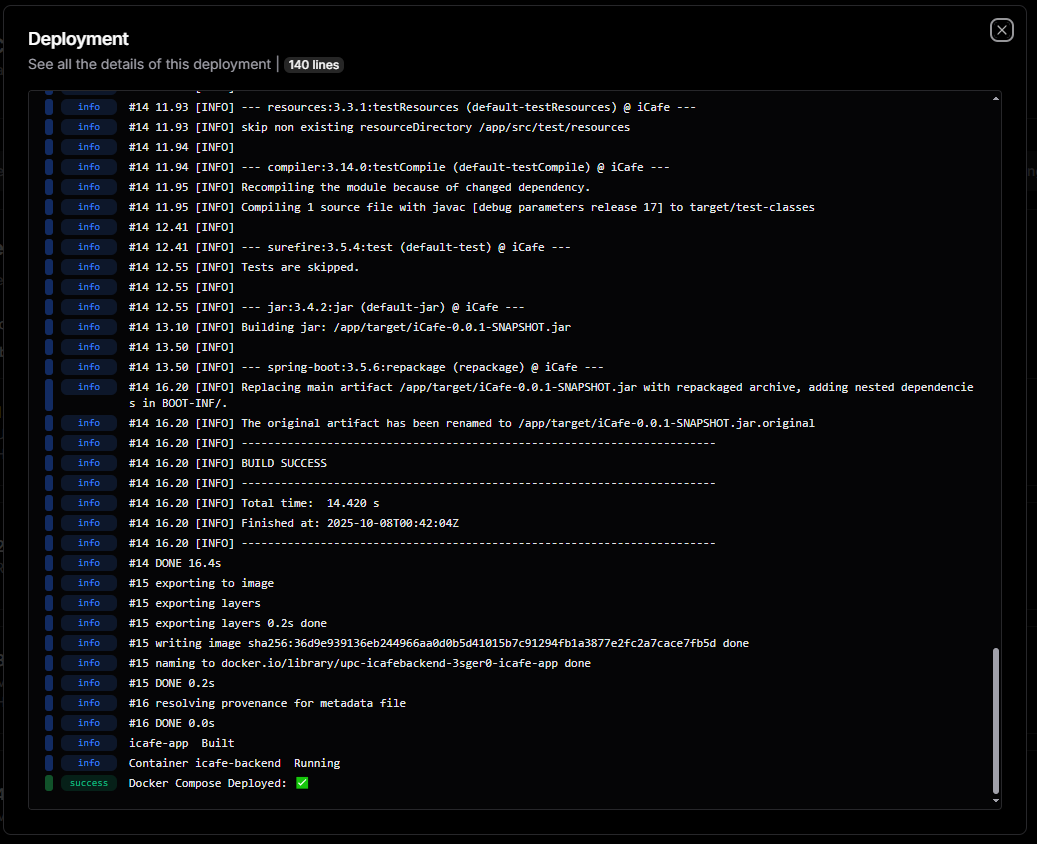 Deployment
See all the details of this deployment | 140 lines
info #14 11.93 [INFO] --- resources:3.3.1:testResources (default-testResources) @ iCafe ---
info #14 11.93 [INFO] skip non existing resourceDirectory /app/src/test/resources
info #14 11.94 [INFO]
info #14 11.94 [INFO] --- compiler:3.14.0:testCompile (default-testCompile) @ iCafe ---
info #14 11.95 [INFO] Recompiling the module because of changed dependency.
info #14 11.95 [INFO] Compiling 1 source file with javac [debug parameters release 17] to target/test-classes
info #14 12.41 [INFO]
info #14 12.41 [INFO] --- surefire:3.5.4:test (default-test) @ iCafe ---
info #14 12.55 [INFO] Tests are skipped.
info #14 12.55 [INFO]
info #14 12.55 [INFO] --- jar:3.4.2:jar (default-jar) @ iCafe ---
info #14 13.10 [INFO] Building jar: /app/target/iCafe-0.0.1-SNAPSHOT.jar
info #14 13.50 [INFO]
info #14 13.50 [INFO] --- spring-boot:3.5.6:repackage (repackage) @ iCafe ---
info #14 16.20 [INFO] Replacing main artifact /app/target/iCafe-0.0.1-SNAPSHOT.jar with repackaged archive, adding nested dependencie
s in BOOT-INF/.
info #14 16.20 [INFO] The original artifact has been renamed to /app/target/iCafe-0.0.1-SNAPSHOT.jar.original
info #14 16.20 [INFO] ------------------------------------------------------------------------
info #14 16.20 [INFO] BUILD SUCCESS
info #14 16.20 [INFO] ------------------------------------------------------------------------
info #14 16.20 [INFO] Total time:  14.420 s
info #14 16.20 [INFO] Finished at: 2025-10-08T00:42:04Z
info #14 16.20 [INFO] ------------------------------------------------------------------------
info #14 DONE 16.4s
info #15 exporting to image
info #15 exporting layers
info #15 exporting layers 0.2s done
info #15 writing image sha256:36d9e939136eb244966aa0d0b5d41015b7c91294fb1a3877e2fc2a7cace7fb5d done
info #15 naming to docker.io/library/upc-icafebackend-3sger0-icafe-app done
info #15 DONE 0.2s
info #16 resolving provenance for metadata file
info #16 DONE 0.0s
info icafe-app  Built
info Container icafe-backend  Running
success Docker Compose Deployed: ✅